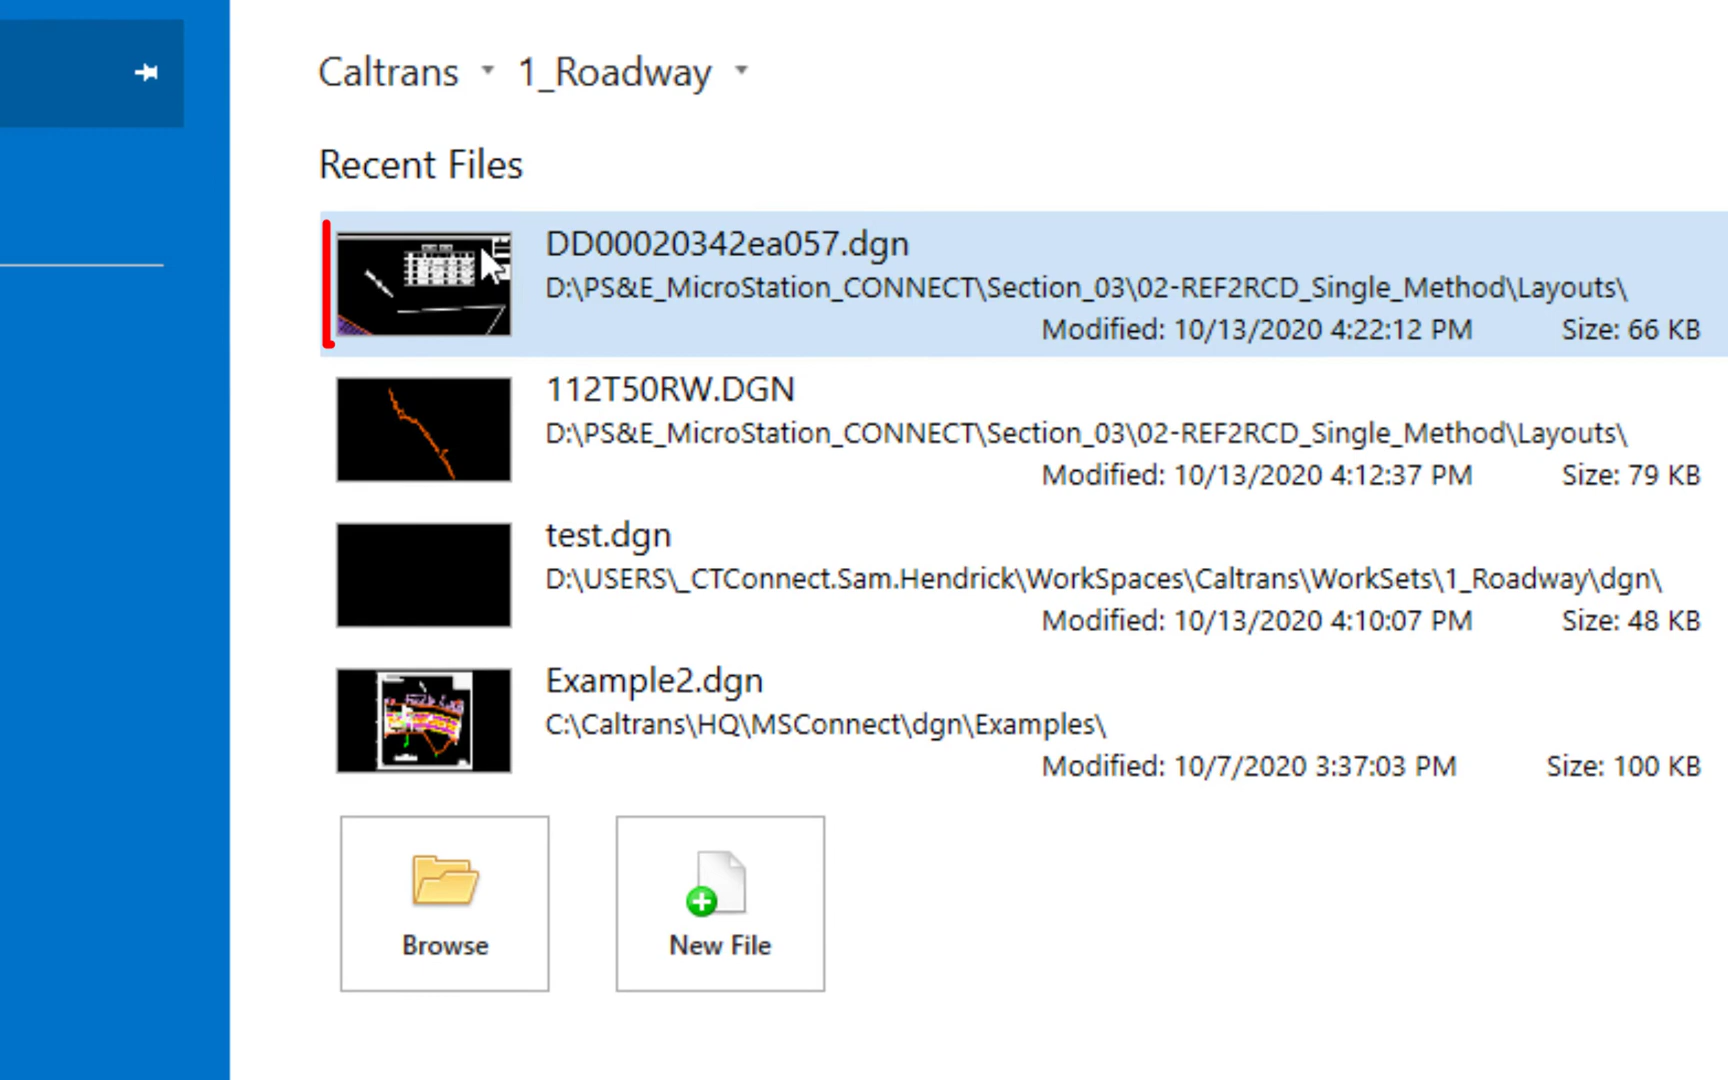 Caltrans 1_Roadway
Recent Files
DD00020342ea057.dgn
D:\PS&E_MicroStation_CONNECT\Section_03\02-REF2RCD_Single_Method\Layouts\
Modified: 10/13/2020 4:22:12 PM Size: 66 KB
112T50RW.DGN
D:\PS&E_MicroStation_CONNECT\Section_03\02-REF2RCD_Single_Method\Layouts\
Modified: 10/13/2020 4:12:37 PM Size: 79 KB
test.dgn
D:\USERS\_CTConnect.Sam.Hendrick\WorkSpaces\Caltrans\WorkSets\1_Roadway\dgn\
Modified: 10/13/2020 4:10:07 PM Size: 48 KB
Example2.dgn
C:\Caltrans\HQ\MSConnect\dgn\Examples\
Modified: 10/7/2020 3:37:03 PM Size: 100 KB
Browse New File